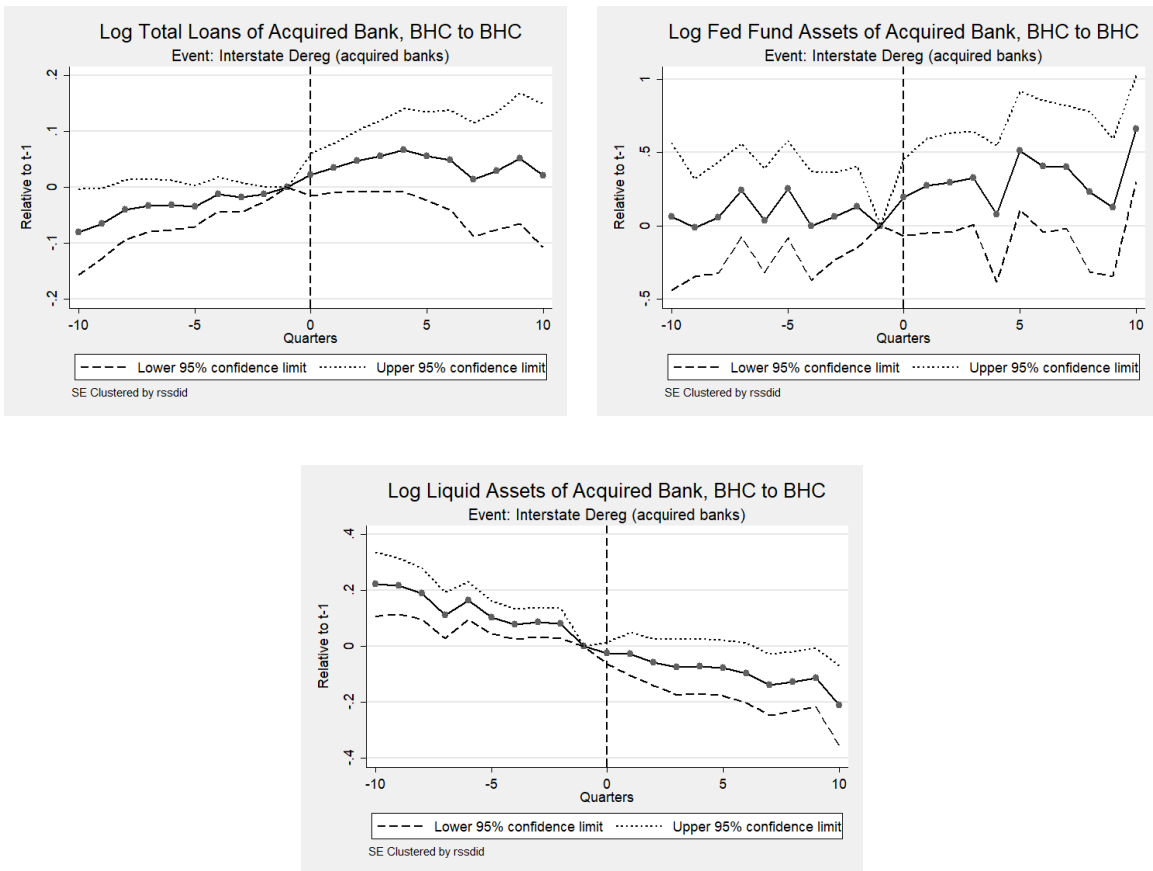 Log Total Loans of Acquired Bank, BHC to BHC
Event: Interstate Dereg (acquired banks)
Relative to t-1
.2
.1
0
-.1
-.2
-10
-5
0
5
10
Quarters
Lower 95% confidence limit
Upper 95% confidence limit
SE Clustered by rssdid
Log Fed Fund Assets of Acquired Bank, BHC to BHC
Event: Interstate Dereg (acquired banks)
Relative to t-1
1
.5
0
-.5
-10
-5
0
5
10
Quarters
Lower 95% confidence limit
Upper 95% confidence limit
SE Clustered by rssdid
Log Liquid Assets of Acquired Bank, BHC to BHC
Event: Interstate Dereg (acquired banks)
Relative to t-1
.4
.2
0
-.2
-.4
-10
-5
0
5
10
Quarters
Lower 95% confidence limit
Upper 95% confidence limit
SE Clustered by rssdid